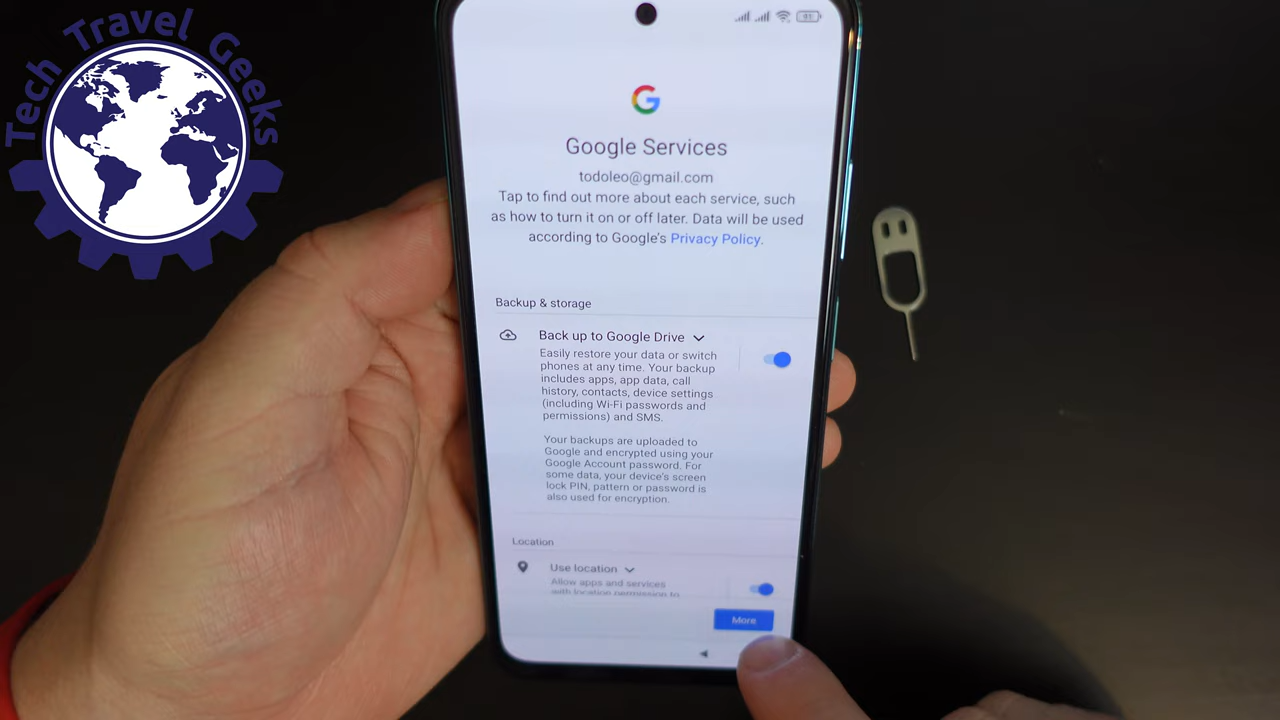 Tech Travel Geeks
81
Google Services
todoleo@gmail.com
Tap to find out more about each service, such
as how to turn it on or off later. Data will be used
according to Google's Privacy Policy.
Backup & storage
Back up to Google Drive
Easily restore your data or switch
phones at any time. Your backup
includes apps, app data, call
history, contacts, device settings
(including Wi-Fi passwords and
permissions) and SMS.
Your backups are uploaded to
Google and encrypted using your
Google Account password. For
some data, your device's screen
lock PIN, pattern or password is
also used for encryption.
Location
Use location
Allow apps and services
with location permission to
More